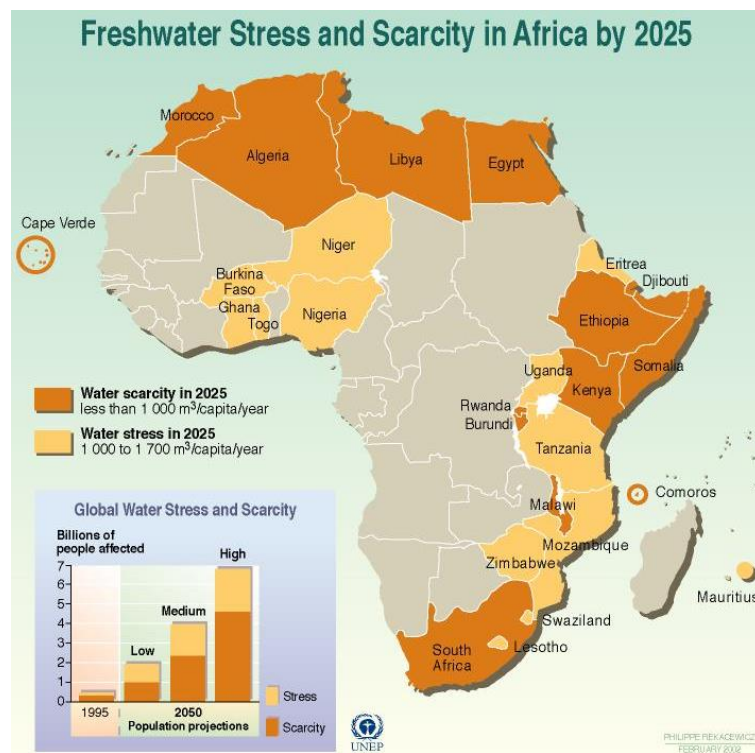 Freshwater Stress and Scarcity in Africa by 2025
Morocco
Algeria
Libya
Egypt
Cape Verde
Niger
Burkina
Faso
Ghana
Togo
Nigeria
Eritrea
Djibouti
Ethiopia
Somalia
Uganda
Kenya
Rwanda
Burundi
Tanzania
Comoros
Malawi
Mozambique
Zimbabwe
Mauritius
Swaziland
South
Africa
Lesotho
Water scarcity in 2025
less than 1 000 m³/capita/year
Water stress in 2025
1 000 to 1 700 m³/capita/year
Global Water Stress and Scarcity
Billions of
people affected
7
6
5
4
3
2
1
0
Low
Medium
High
1995
2050
Population projections
Stress
Scarcity
UNEP
PHILIPPE REKACEWICZ
FEBRUARY 2002